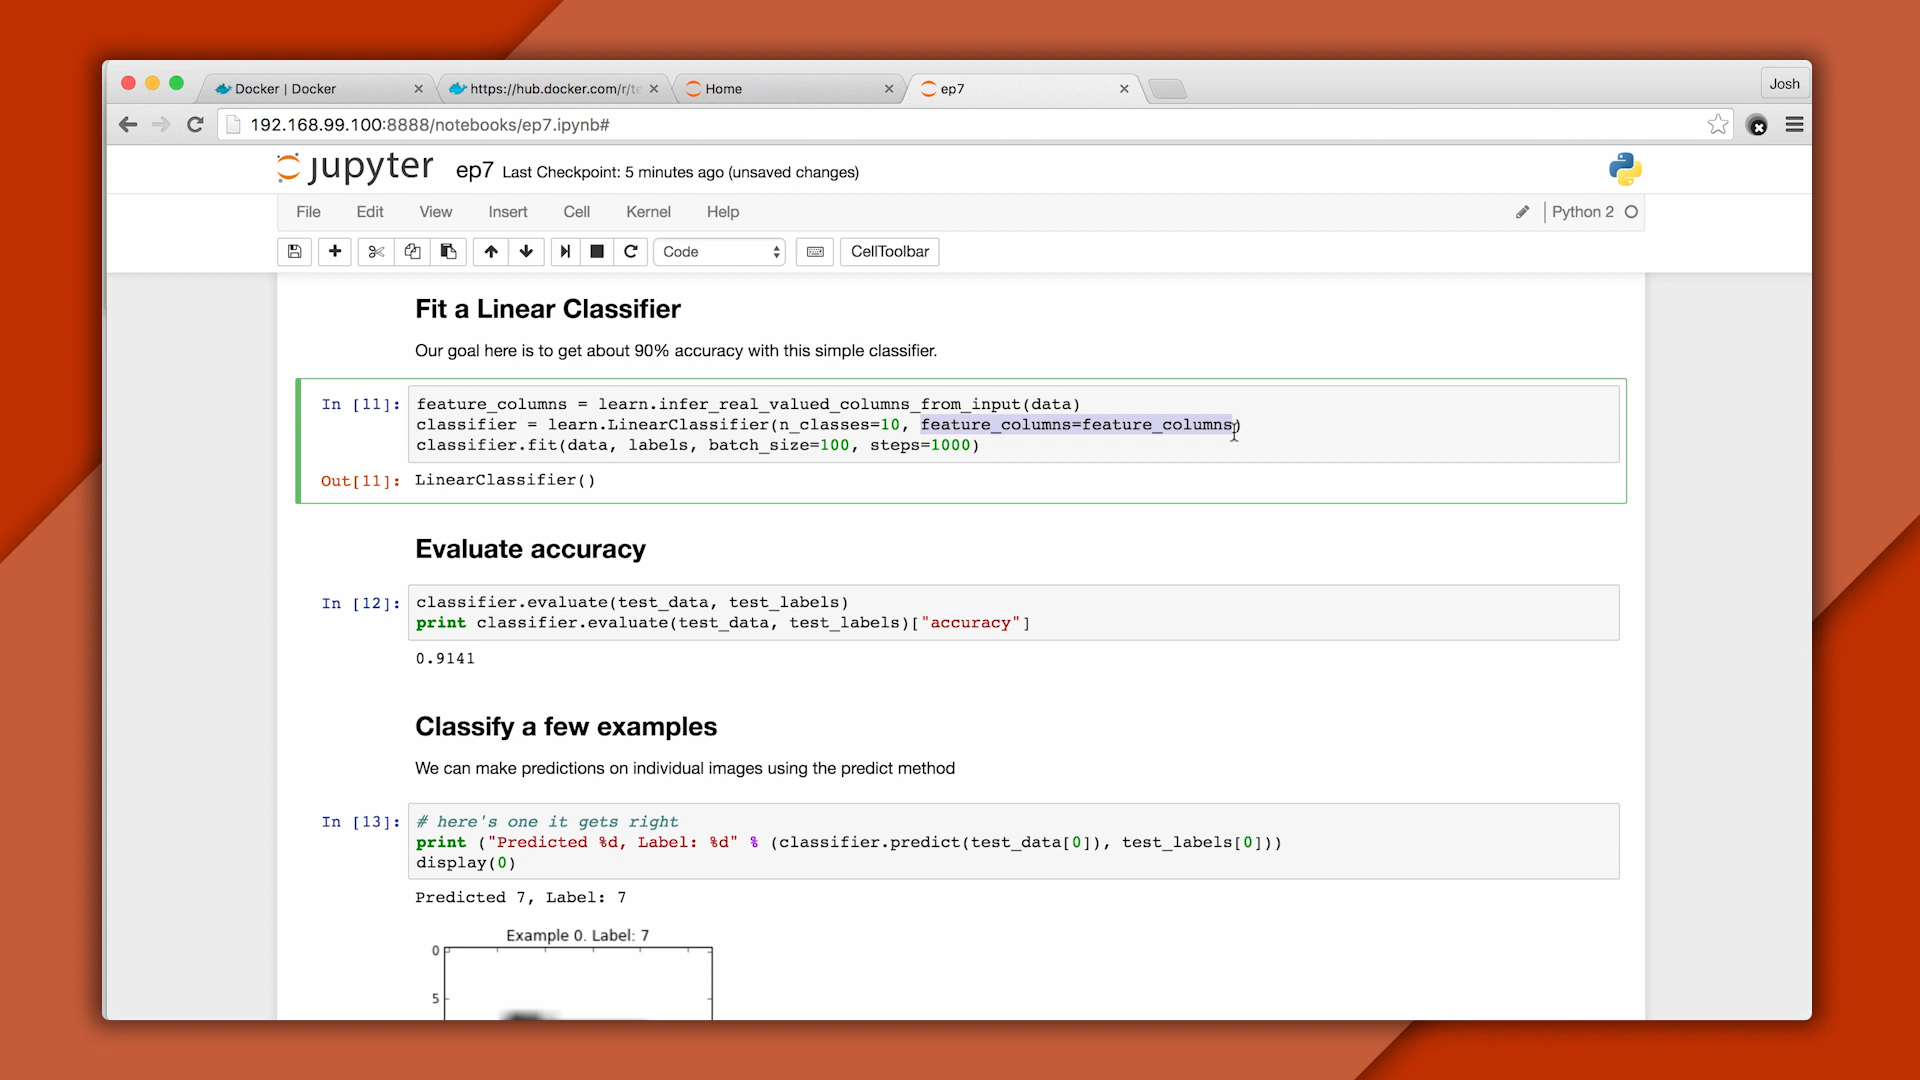 Docker | Docker
https://hub.docker.com/r/te
Home
ep7
Josh
192.168.99.100:8888/notebooks/ep7.ipynb#
jupyter ep7 Last Checkpoint: 5 minutes ago (unsaved changes)
File Edit View Insert Cell Kernel Help Python 2
Code CellToolbar
Fit a Linear Classifier
Our goal here is to get about 90% accuracy with this simple classifier.
In [11]: feature_columns = learn.infer_real_valued_columns_from_input(data)
classifier = learn.LinearClassifier(n_classes=10, feature_columns=feature_columns)
classifier.fit(data, labels, batch_size=100, steps=1000)
Out[11]: LinearClassifier()
Evaluate accuracy
In [12]: classifier.evaluate(test_data, test_labels)
print classifier.evaluate(test_data, test_labels)["accuracy"]
0.9141
Classify a few examples
We can make predictions on individual images using the predict method
In [13]: # here's one it gets right
print ("Predicted %d, Label: %d" % (classifier.predict(test_data[0]), test_labels[0]))
display(0)
Predicted 7, Label: 7
Example 0. Label: 7
0
5